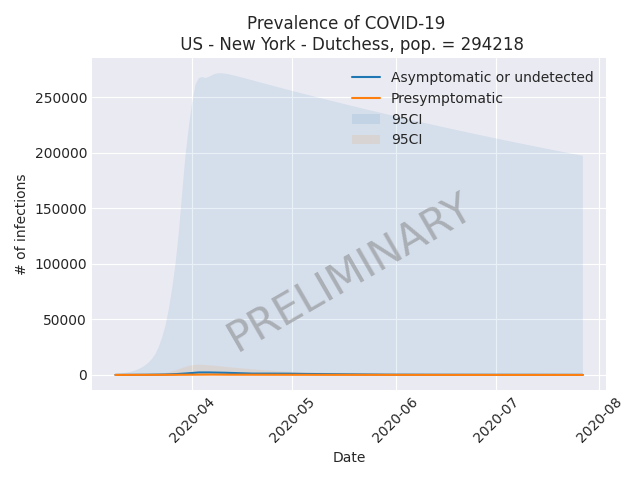 Prevalence of COVID-19
US - New York - Dutchess, pop. = 294218
Asymptomatic or undetected
Presymptomatic
95CI
95CI
250000
200000
150000
100000
50000
0
# of infections
PRELIMINARY
2020-04
2020-05
2020-06
2020-07
2020-08
Date